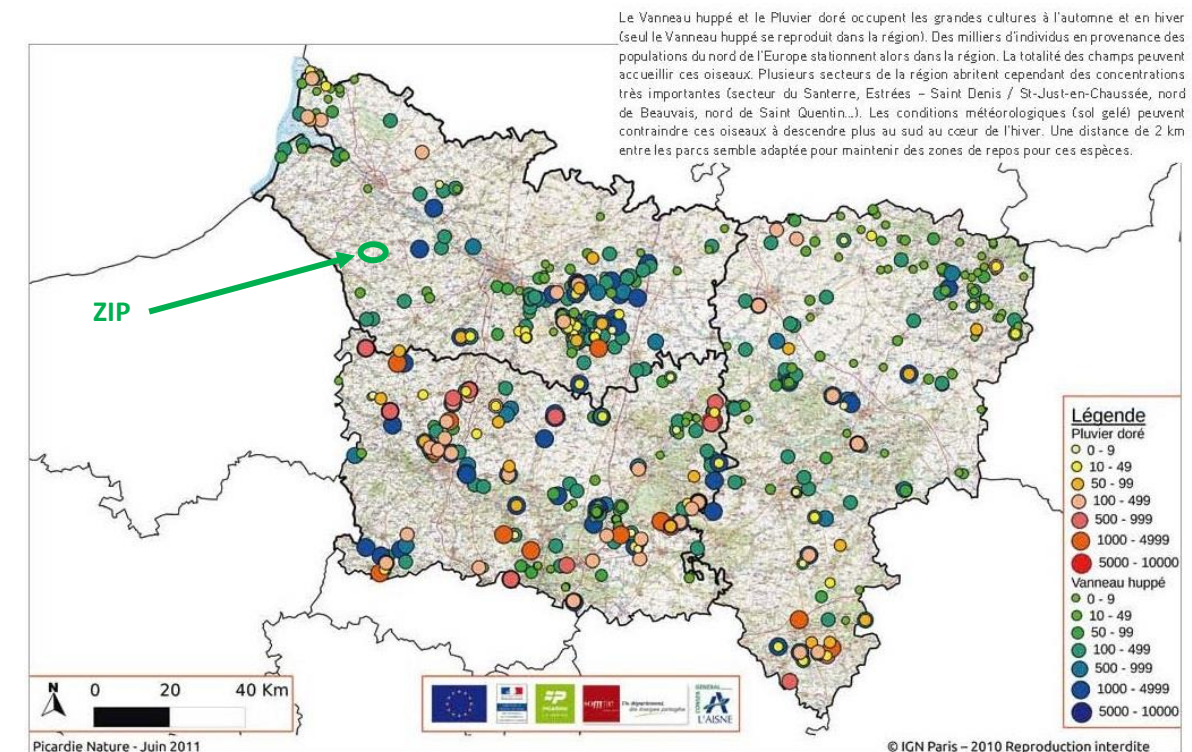 Le Vanneau huppé et le Pluvier doré occupent les grandes cultures à l'automne et en hiver
(seul le Vanneau huppé se reproduit dans la région). Des milliers d'individus en provenance des
populations du nord de l'Europe stationnent alors dans la région. La totalité des champs peuvent
accueillir ces oiseaux. Plusieurs secteurs de la région abritent cependant des concentrations
très importantes (secteur du Santerre, Estrées – Saint Denis / St-Just-en-Chaussée, nord
de Beauvais, nord de Saint Quentin...). Les conditions météorologiques (sol gelé) peuvent
contraindre ces oiseaux à descendre plus au sud au cœur de l'hiver. Une distance de 2 km
entre les parcs semble adaptée pour maintenir des zones de repos pour ces espèces.
ZIP
Légende
Pluvier doré
0 - 9
10 - 49
50 - 99
100 - 499
500 - 999
1000 - 4999
5000 - 10000
Vanneau huppé
0 - 9
10 - 49
50 - 99
100 - 499
500 - 999
1000 - 4999
5000 - 10000
N
0 20 40 Km
PICARDIE
somme
CONSEIL GÉNÉRAL
L'AISNE
Picardie Nature - Juin 2011
© IGN Paris – 2010 Reproduction interdite